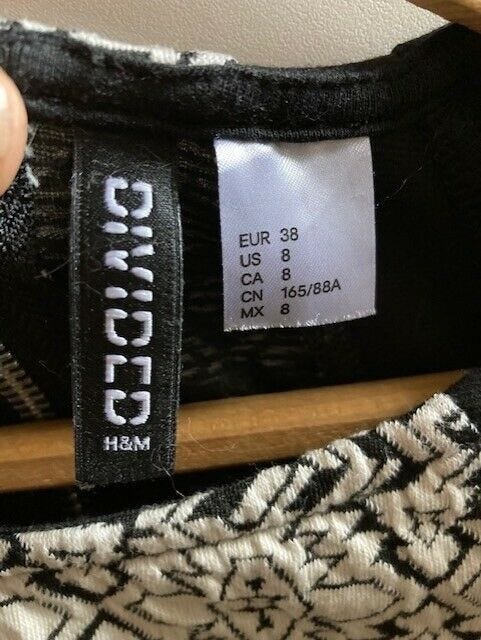 DIVIDED
H&M
EUR 38
US 8
CA 8
CN 165/88A
MX 8